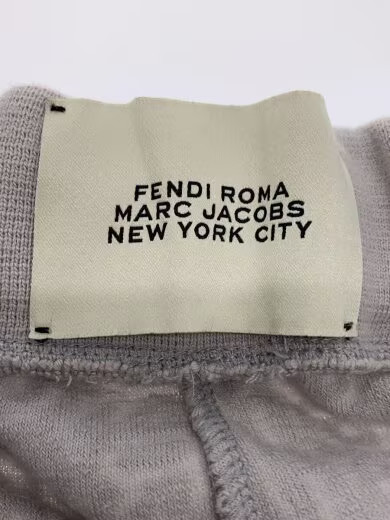 FENDI ROMA
MARC JACOBS
NEW YORK CITY